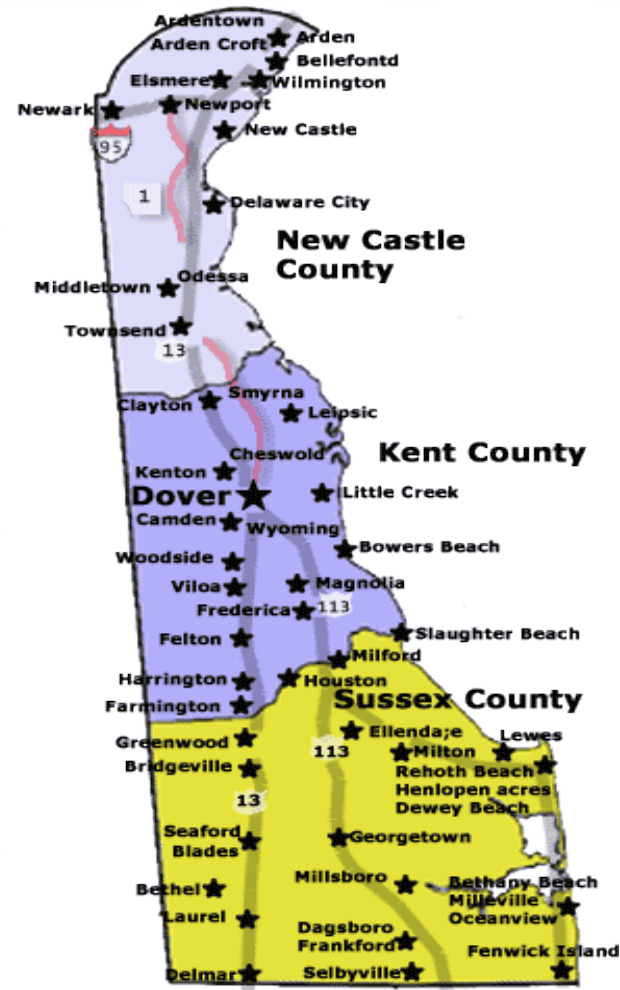 Ardentown
Arden Croft
Arden
Bellefontd
Elsmere
Wilmington
Newark
Newport
95
New Castle
1
Delaware City
New Castle
County
Odessa
Middletown
Townsend
13
Smyrna
Clayton
Leipsic
Cheswold
Kent County
Kenton
Dover
Little Creek
Camden
Wyoming
Bowers Beach
Woodside
Viloa
Magnolia
Frederica
113
Slaughter Beach
Felton
Milford
Harrington
Houston
Sussex County
Farmington
Ellenda;e
Lewes
Greenwood
113
Milton
Bridgeville
Rehoth Beach
Henlopen acres
Dewey Beach
13
Seaford
Blades
Georgetown
Millsboro
Bethany Beach
Bethel
Milleville
Laurel
Oceanview
Dagsboro
Frankford
Fenwick Island
Delmar
Selbyville